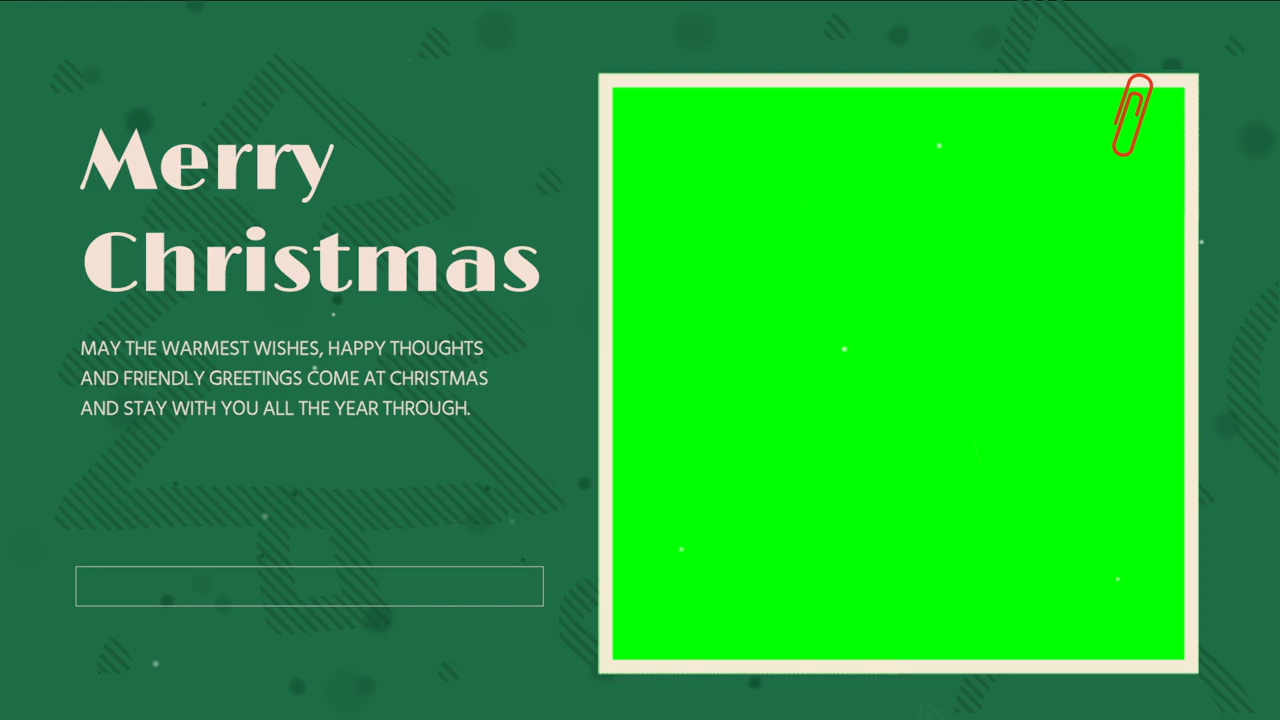 Merry
Christmas
MAY THE WARMEST WISHES, HAPPY THOUGHTS
AND FRIENDLY GREETINGS COME AT CHRISTMAS
AND STAY WITH YOU ALL THE YEAR THROUGH.